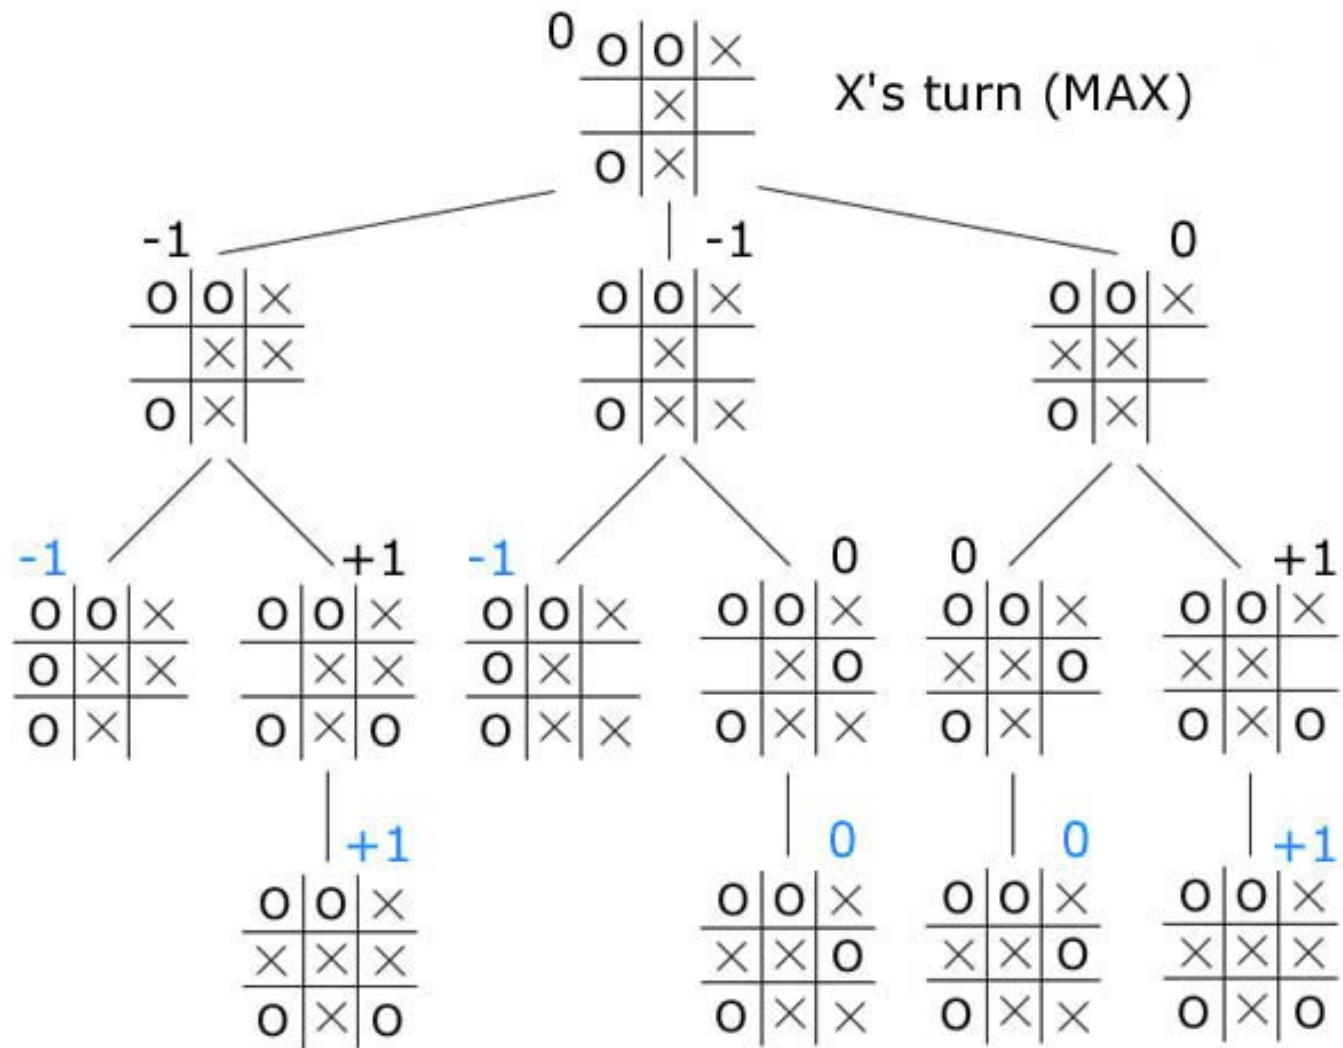 0
O O × X's turn (MAX)
×
O ×
-1 -1 0
O O × O O × O O ×
× × × × ×
O × O × × O ×
-1 +1 -1 0 0 +1
O O × O O × O O × O O × O O × O O ×
O × × × × O × × O × × O × ×
O × O × O O × × O × × O × O × O
+1 0 0 +1
O O × O O × O O × O O ×
× × × × × O × × O × × ×
O × O O × × O × × O × O